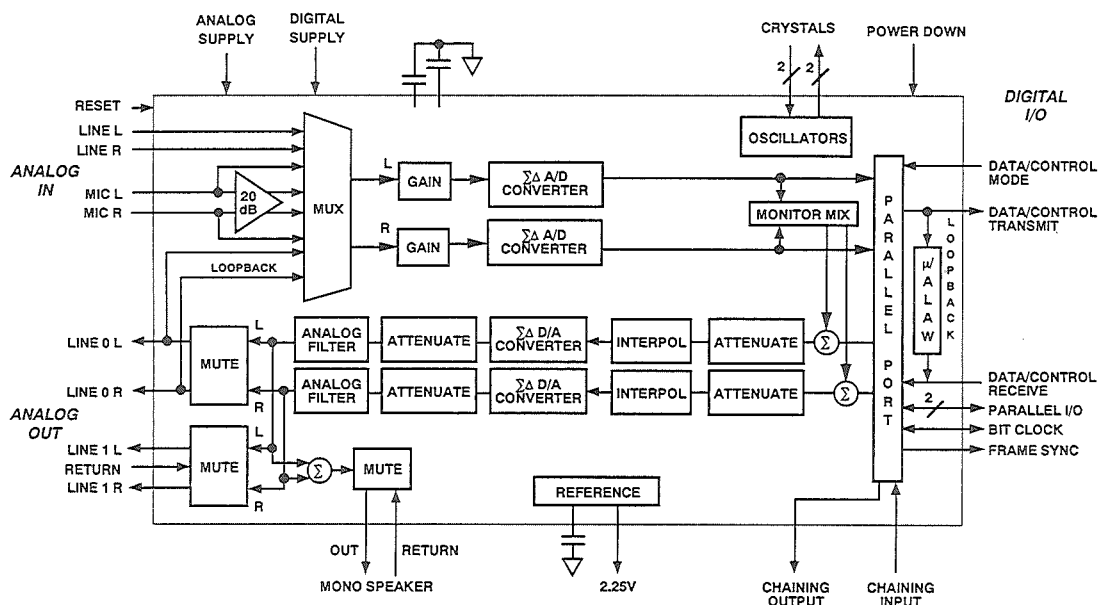 ANALOG
SUPPLY
DIGITAL
SUPPLY
CRYSTALS
POWER DOWN
2
2
RESET
DIGITAL
I/O
LINE L
LINE R
OSCILLATORS
ANALOG
IN
MIC L
MIC R
20
dB
MUX
L
GAIN
ΣΔ A/D
CONVERTER
DATA/CONTROL
MODE
MONITOR MIX
DATA/CONTROL
TRANSMIT
R
GAIN
ΣΔ A/D
CONVERTER
LOOPBACK
PARALLEL PORT
μ/
A LAW
LOOPBACK
LINE 0 L
MUTE
L
ANALOG
FILTER
ATTENUATE
ΣΔ D/A
CONVERTER
INTERPOL
ATTENUATE
Σ
LINE 0 R
R
ANALOG
FILTER
ATTENUATE
ΣΔ D/A
CONVERTER
INTERPOL
ATTENUATE
Σ
DATA/CONTROL
RECEIVE
2
PARALLEL I/O
BIT CLOCK
FRAME SYNC
ANALOG
OUT
LINE 1 L
RETURN
LINE 1 R
MUTE
L
R
Σ
MUTE
REFERENCE
OUT
RETURN
MONO SPEAKER
2.25V
CHAINING
OUTPUT
CHAINING
INPUT